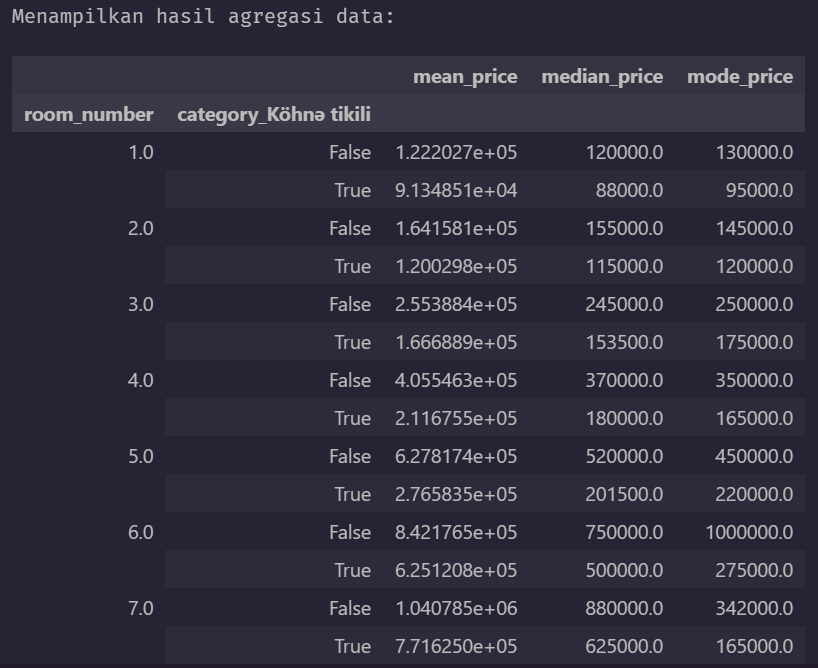 Menampilkan hasil agregasi data:
mean_price median_price mode_price
room_number category_Köhnə tikili
1.0 False 1.222027e+05 120000.0 130000.0
True 9.134851e+04 88000.0 95000.0
2.0 False 1.641581e+05 155000.0 145000.0
True 1.200298e+05 115000.0 120000.0
3.0 False 2.553884e+05 245000.0 250000.0
True 1.666889e+05 153500.0 175000.0
4.0 False 4.055463e+05 370000.0 350000.0
True 2.116755e+05 180000.0 165000.0
5.0 False 6.278174e+05 520000.0 450000.0
True 2.765835e+05 201500.0 220000.0
6.0 False 8.421765e+05 750000.0 1000000.0
True 6.251208e+05 500000.0 275000.0
7.0 False 1.040785e+06 880000.0 342000.0
True 7.716250e+05 625000.0 165000.0